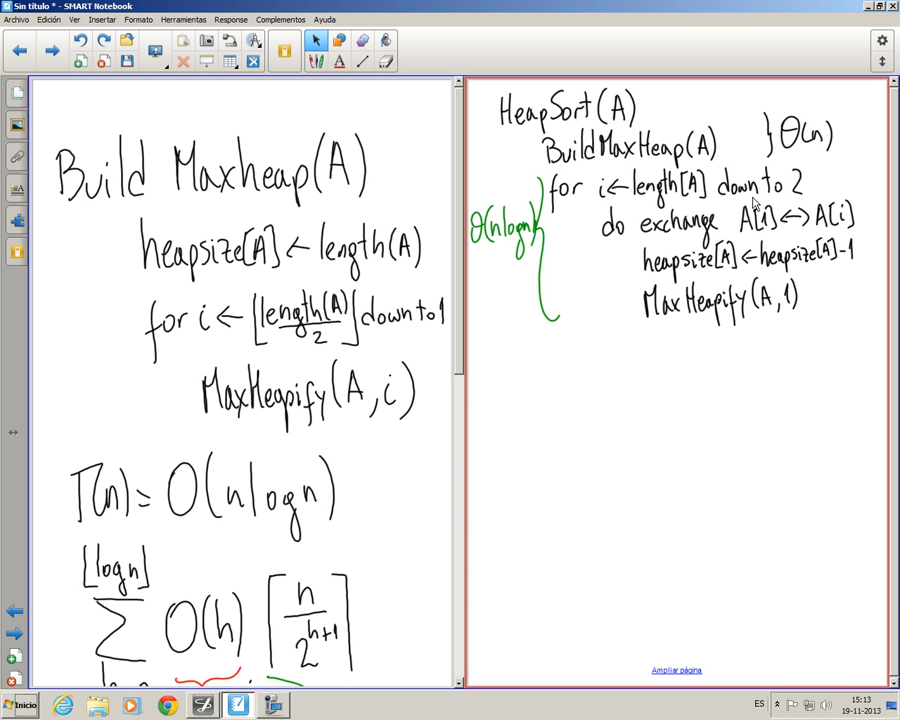 Sin título * - SMART Notebook
Archivo Edición Ver Insertar Formato Herramientas Response Complementos Ayuda
Build Maxheap(A)
heapsize[A] ← length(A)
for i ← ⌊length(A)/2⌋ down to 1
MaxHeapify(A, i)
T(n) = O(n log n)
⌊log n⌋
∑ O(h) ⌈n/2^(h+1)⌉
HeapSort(A)
BuildMaxHeap(A) } Θ(n)
for i ← length[A] down to 2
do exchange A[1] ↔ A[i]
heapsize[A] ← heapsize[A]-1
MaxHeapify(A, 1)
Θ(n log n)
Ampliar página
Inicio
ES
15:13
19-11-2013